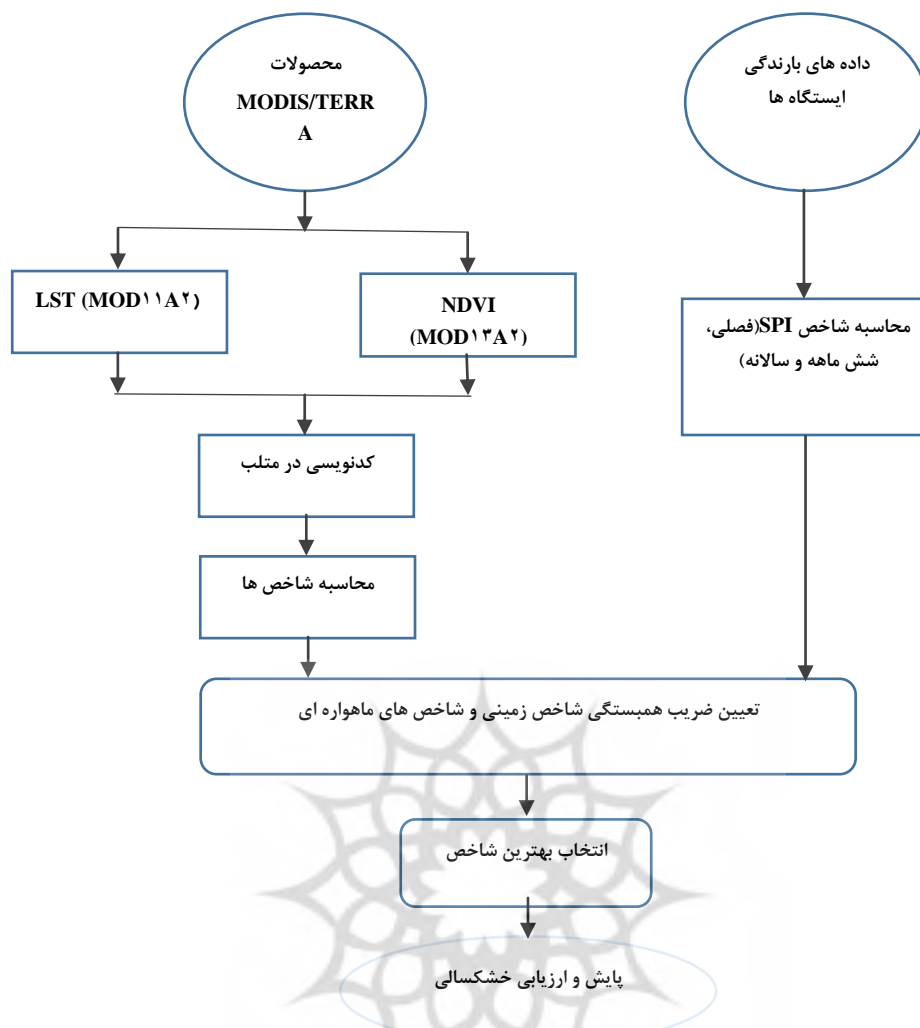 محصولات
MODIS/TERR
A
داده های بارندگی
ایستگاه ها
LST (MOD۱۱A۲)
NDVI
(MOD۱۳A۲)
محاسبه شاخص SPI(فصلی،
شش ماهه و سالانه)
کدنویسی در متلب
محاسبه شاخص ها
تعیین ضریب همبستگی شاخص زمینی و شاخص های ماهواره ای
انتخاب بهترین شاخص
پایش و ارزیابی خشکسالی